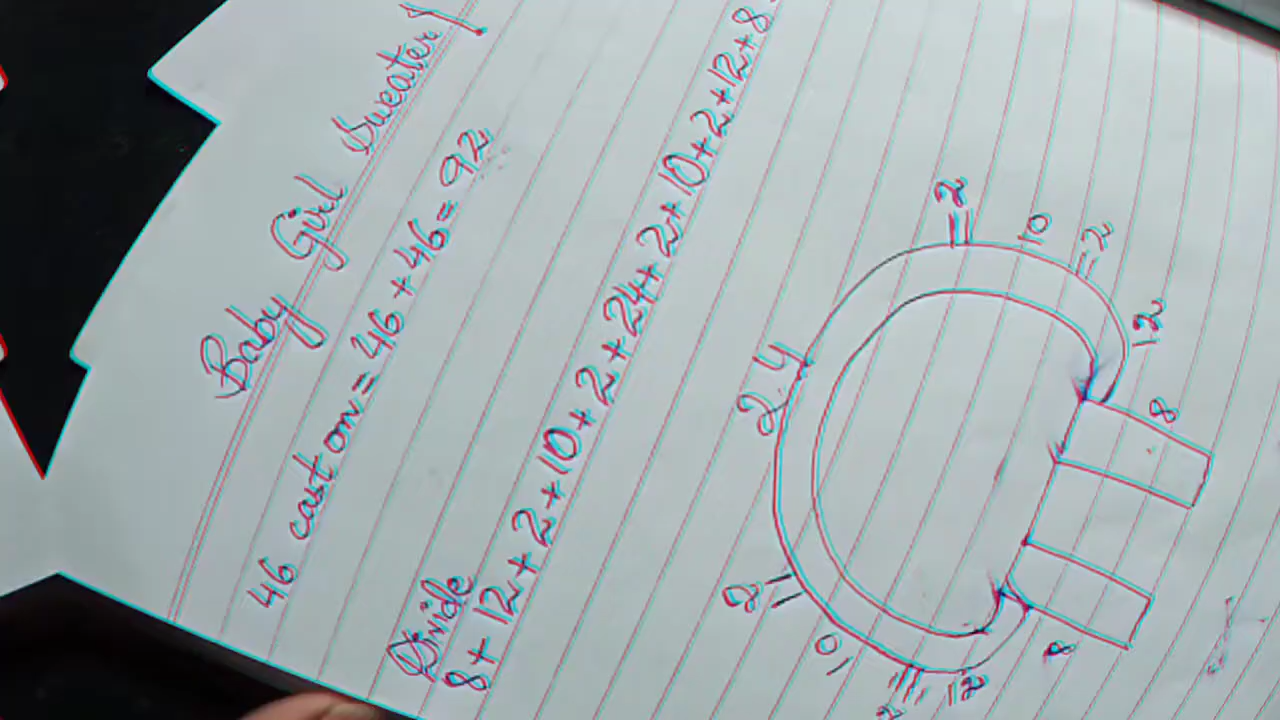 Baby Girl Sweater
46 cast on = 46 + 46 = 92
Divide
8 + 12 + 2 + 10 + 2 + 24 + 2 + 10 + 2 + 12 + 8
2
10
2
12
8
24
2
10
2
12
8